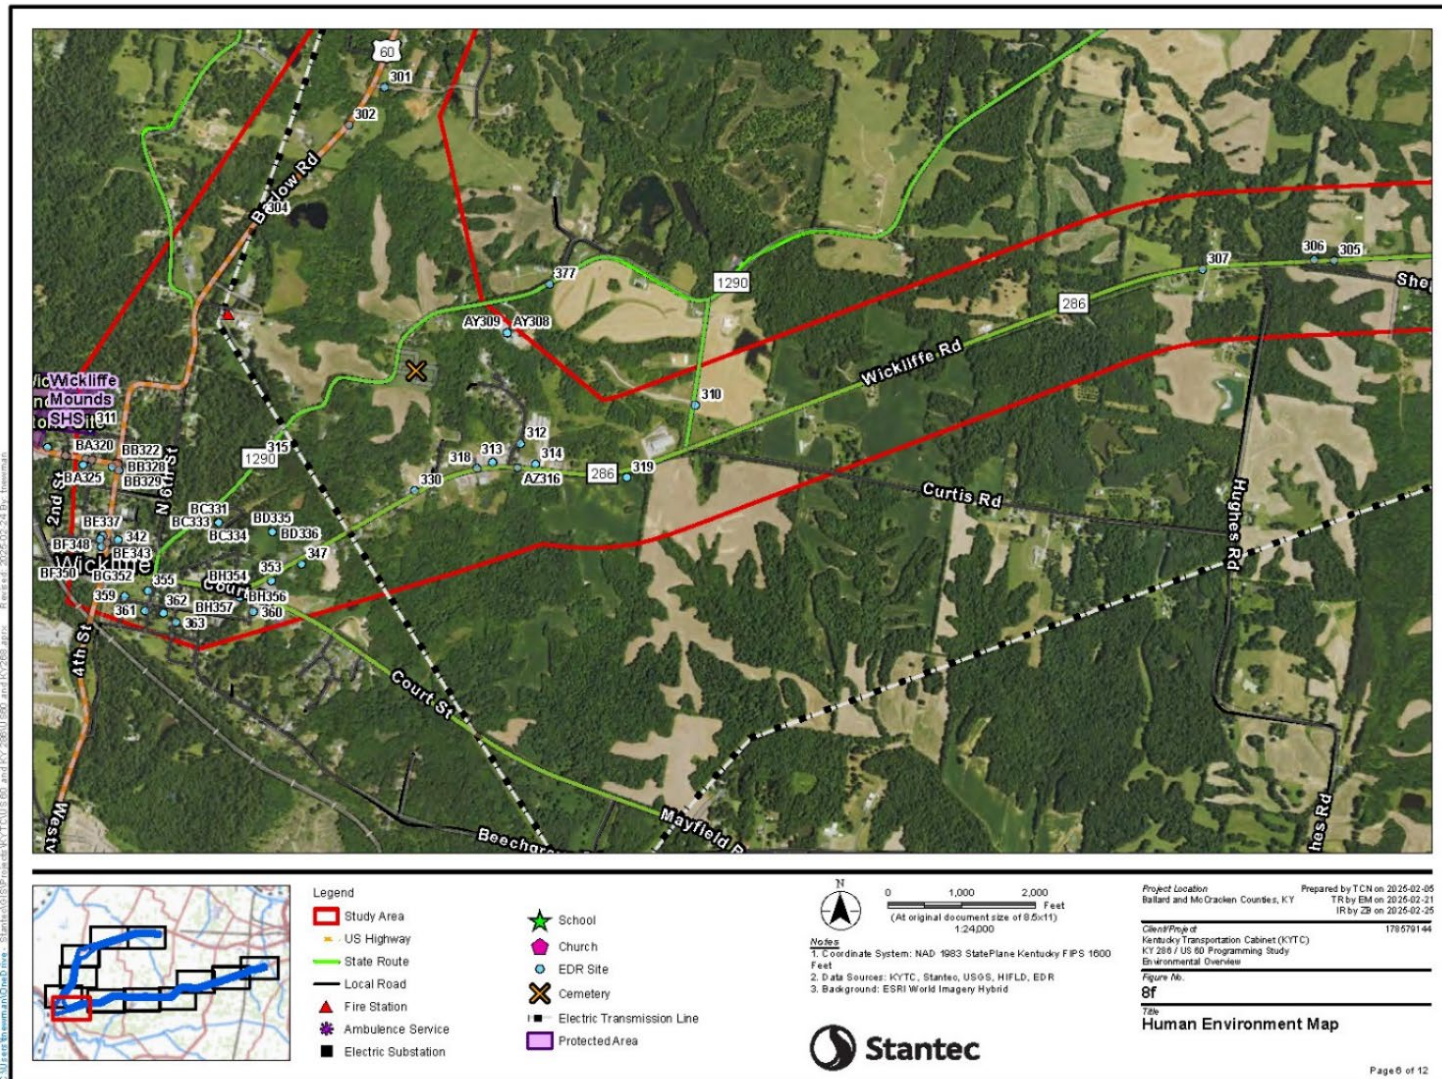 60
301
302
Barlow Rd
304
377
1290
AY309
AY308
307
306
305
286
Wickliffe Rd
Wickliffe
Mounds
SHS
311
310
BA320
BB322
BB328
BB329
BA325
2nd St
N 6th St
315
1290
312
313
314
318
AZ316
286
319
330
Curtis Rd
Hughes Rd
BC331
BC333
BC334
BD335
BD336
BE337
342
BF348
BE343
347
Wickliffe
BF350
BG352
355
BH354
353
Court
BH356
359
361
362
BH357
360
363
4th St
Court St
Mayfield
hes Rd
Legend
Study Area
US Highway
State Route
Local Road
Fire Station
Ambulance Service
Electric Substation
School
Church
EDR Site
Cemetery
Electric Transmission Line
Protected Area
N
0 1,000 2,000
Feet
(At original document size of 8.5x11)
1:24,000
Notes
1. Coordinate System: NAD 1983 StatePlane Kentucky FIPS 1600
Feet
2. Data Sources: KYTC, Stantec, USGS, HIFLD, EDR
3. Background: ESRI World Imagery Hybrid
Stantec
Project Location
Ballard and McCracken Counties, KY
Prepared by TCN on 2025-02-05
TR by EM on 2025-02-21
IR by ZB on 2025-02-25
Client/Project
178579144
Kentucky Transportation Cabinet (KYTC)
KY 286 / US 60 Programming Study
Environmental Overview
Figure No.
8f
Title
Human Environment Map
Page 6 of 12